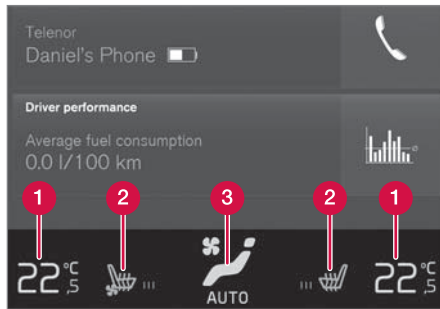 Telenor
Daniel's Phone
Driver performance
Average fuel consumption
0.0 l/100 km
1 2 3 2 1
22,5 °C 22,5 °C
AUTO